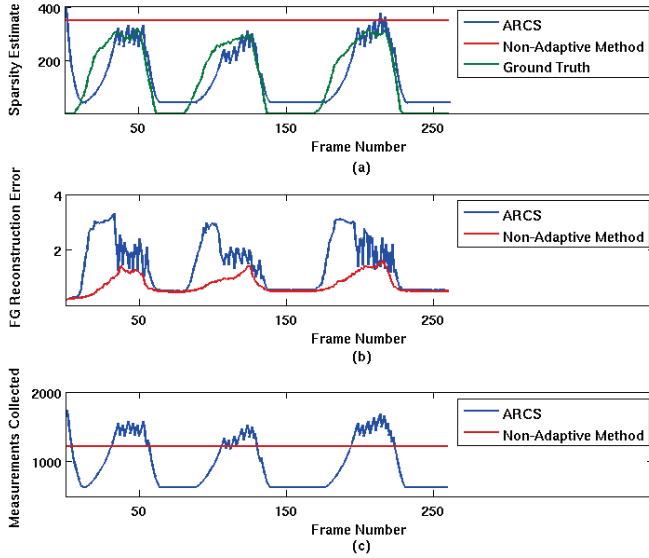 Sparsity Estimate
400
200
50
150
250
Frame Number
(a)
ARCS
Non-Adaptive Method
Ground Truth
FG Reconstruction Error
4
2
50
150
250
Frame Number
(b)
ARCS
Non-Adaptive Method
Measurements Collected
2000
1000
50
150
250
Frame Number
(c)
ARCS
Non-Adaptive Method